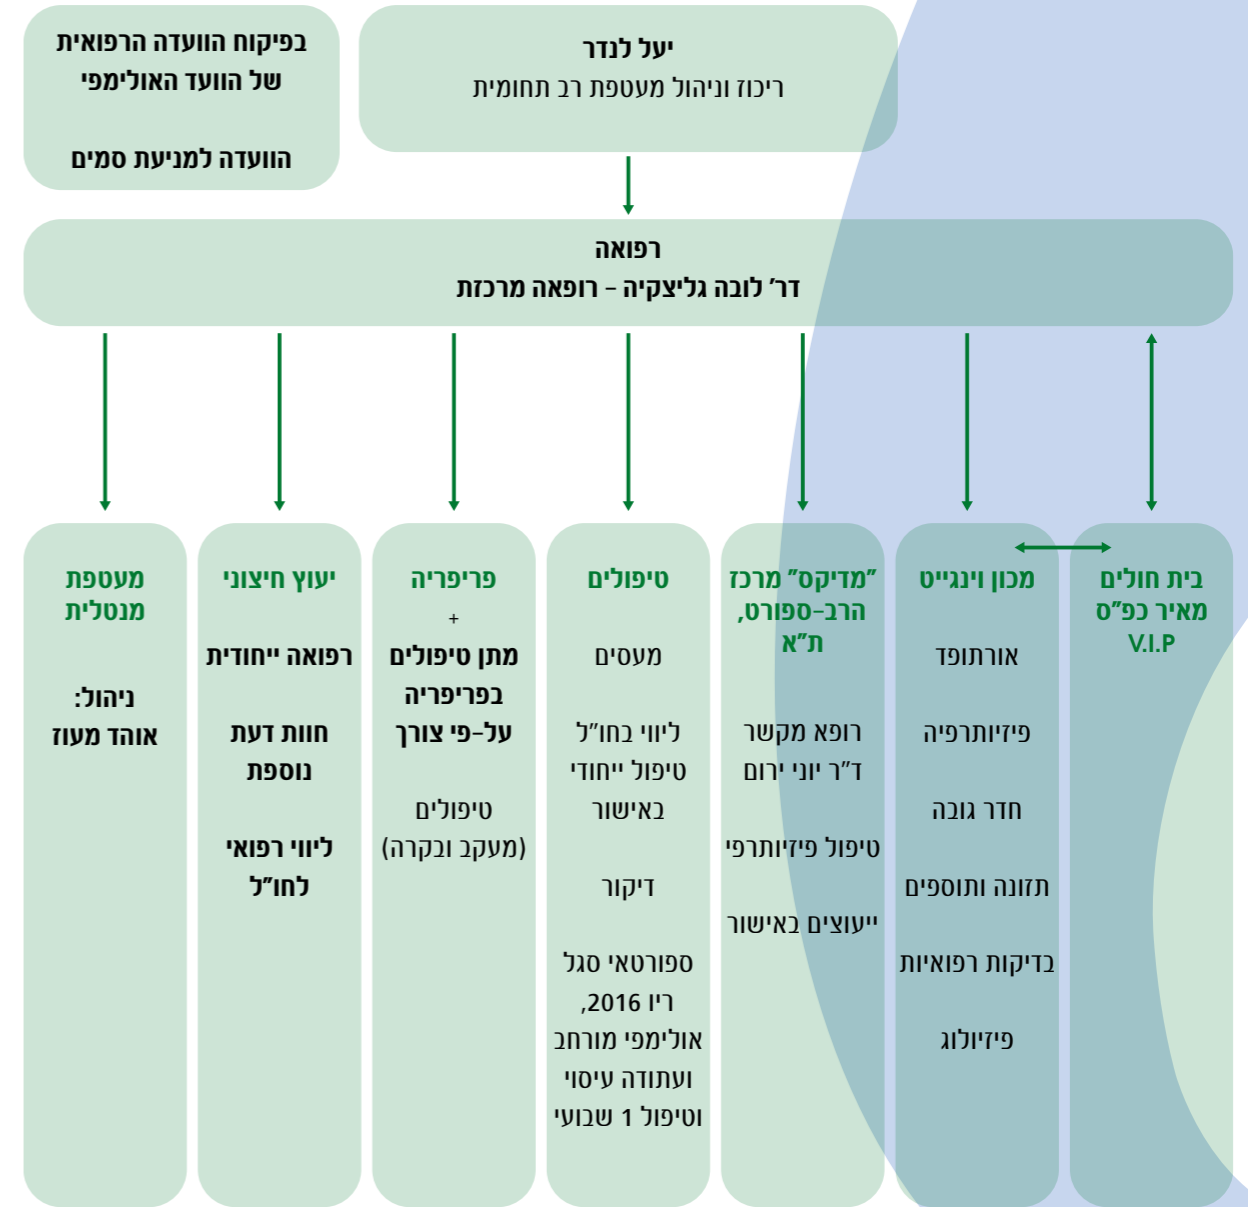 יעל לנדר
ריכוז וניהול מעטפת רב תחומית
בפיקוח הוועדה הרפואית
של הוועד האולימפי
הוועדה למניעת סמים
רפואה
דר' לובה גליצקיה - רופאה מרכזת
בית חולים
מאיר כפ"ס
V.I.P
מכון וינגייט
אורתופד
פיזיותרפיה
חדר גובה
תזונה ותוספים
בדיקות רפואיות
פיזיולוג
"מדיקס" מרכז
הרב-ספורט,
ת"א
רופא מקשר
ד"ר יוני ירום
טיפול פיזיותרפי
ייעוצים באישור
טיפולים
מעסים
ליווי בחו"ל
טיפול ייחודי
באישור
דיקור
ספורטאי סגל
ריו 2016,
אולימפי מורחב
ועתודה עיסוי
וטיפול 1 שבועי
פריפריה
+
מתן טיפולים
בפריפריה
על-פי צורך
טיפולים
(מעקב ובקרה)
יעוץ חיצוני
רפואה ייחודית
חוות דעת
נוספת
ליווי רפואי
לחו"ל
מעטפת
מנטלית
ניהול:
אוהד מעוז